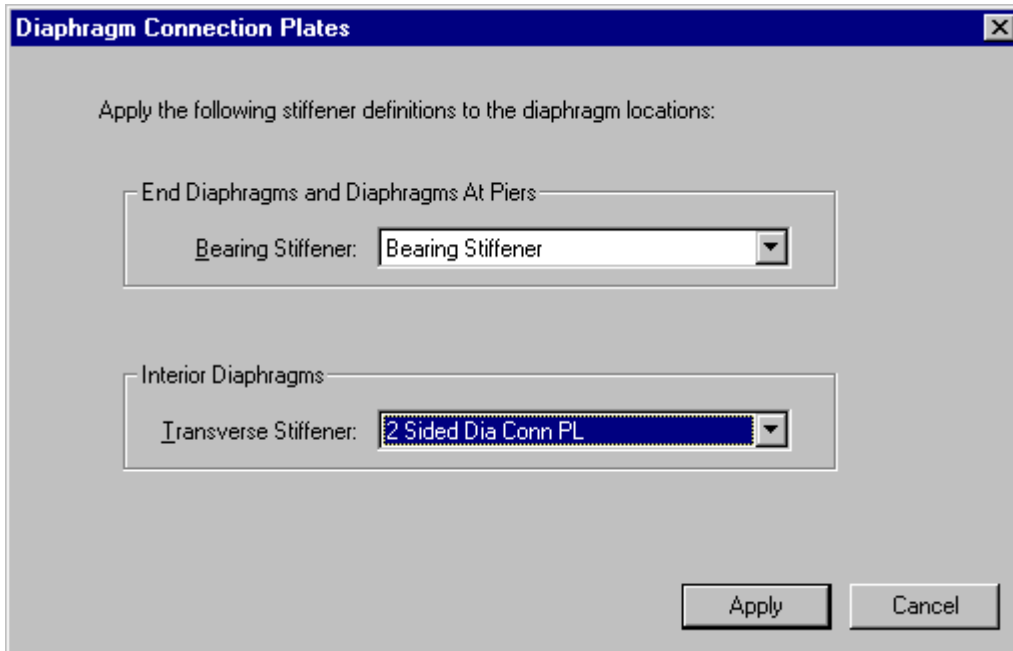 Diaphragm Connection Plates
Apply the following stiffener definitions to the diaphragm locations:
End Diaphragms and Diaphragms At Piers
Bearing Stiffener: Bearing Stiffener
Interior Diaphragms
Transverse Stiffener: 2 Sided Dia Conn PL
Apply Cancel